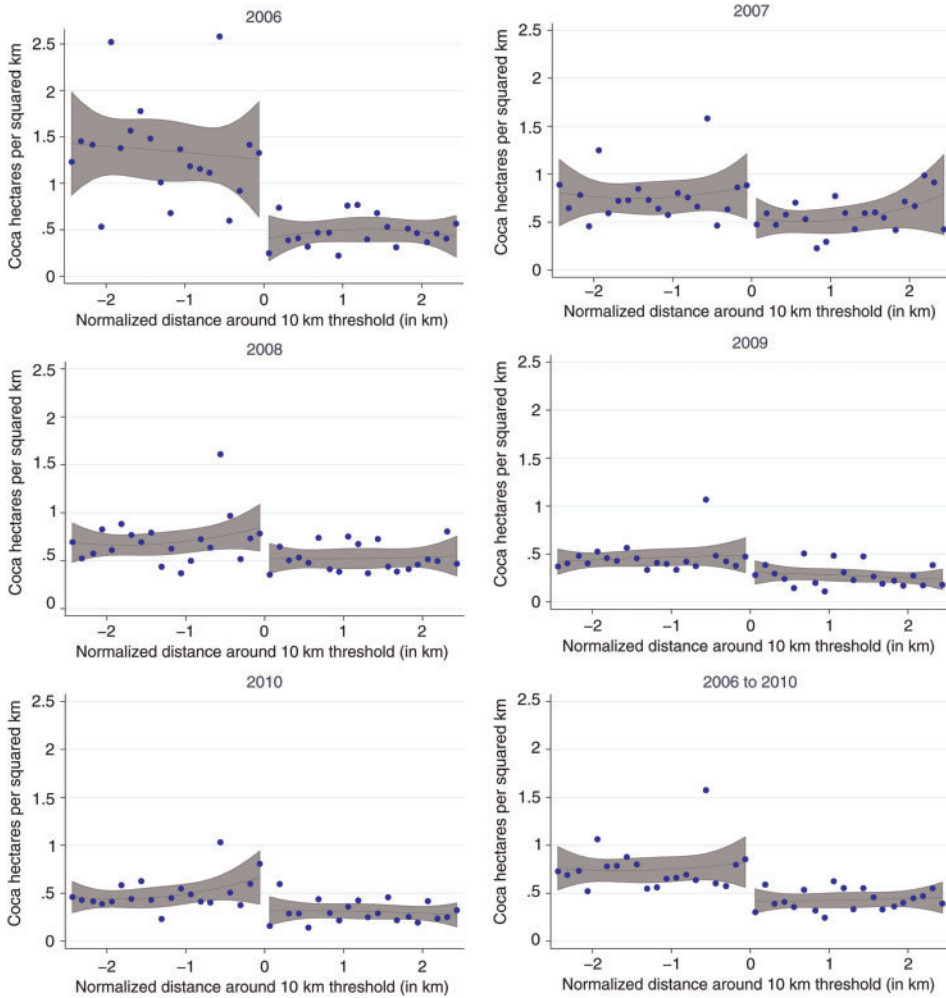 2006
Coca hectares per squared km
2.5
2
1.5
1
.5
0
−2 −1 0 1 2
Normalized distance around 10 km threshold (in km)
2007
Coca hectares per squared km
2.5
2
1.5
1
.5
0
−2 −1 0 1 2
Normalized distance around 10 km threshold (in km)
2008
Coca hectares per squared km
2.5
2
1.5
1
.5
0
−2 −1 0 1 2
Normalized distance around 10 km threshold (in km)
2009
Coca hectares per squared km
2.5
2
1.5
1
.5
0
−2 −1 0 1 2
Normalized distance around 10 km threshold (in km)
2010
Coca hectares per squared km
2.5
2
1.5
1
.5
0
−2 −1 0 1 2
Normalized distance around 10 km threshold (in km)
2006 to 2010
Coca hectares per squared km
2.5
2
1.5
1
.5
0
−2 −1 0 1 2
Normalized distance around 10 km threshold (in km)